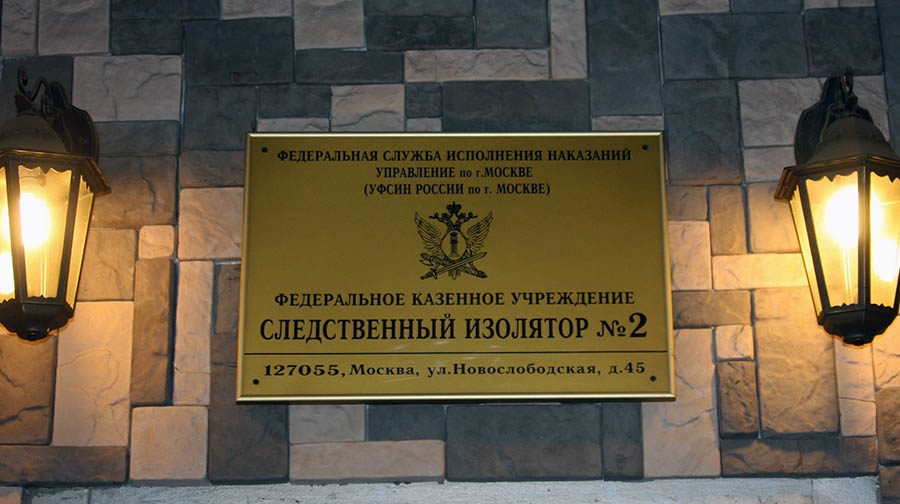 ФЕДЕРАЛЬНАЯ СЛУЖБА ИСПОЛНЕНИЯ НАКАЗАНИЙ
УПРАВЛЕНИЕ по г.МОСКВЕ
(УФСИН РОССИИ по г. МОСКВЕ)
ФЕДЕРАЛЬНОЕ КАЗЕННОЕ УЧРЕЖДЕНИЕ
СЛЕДСТВЕННЫЙ ИЗОЛЯТОР №2
127055, Москва, ул.Новослободская, д.45